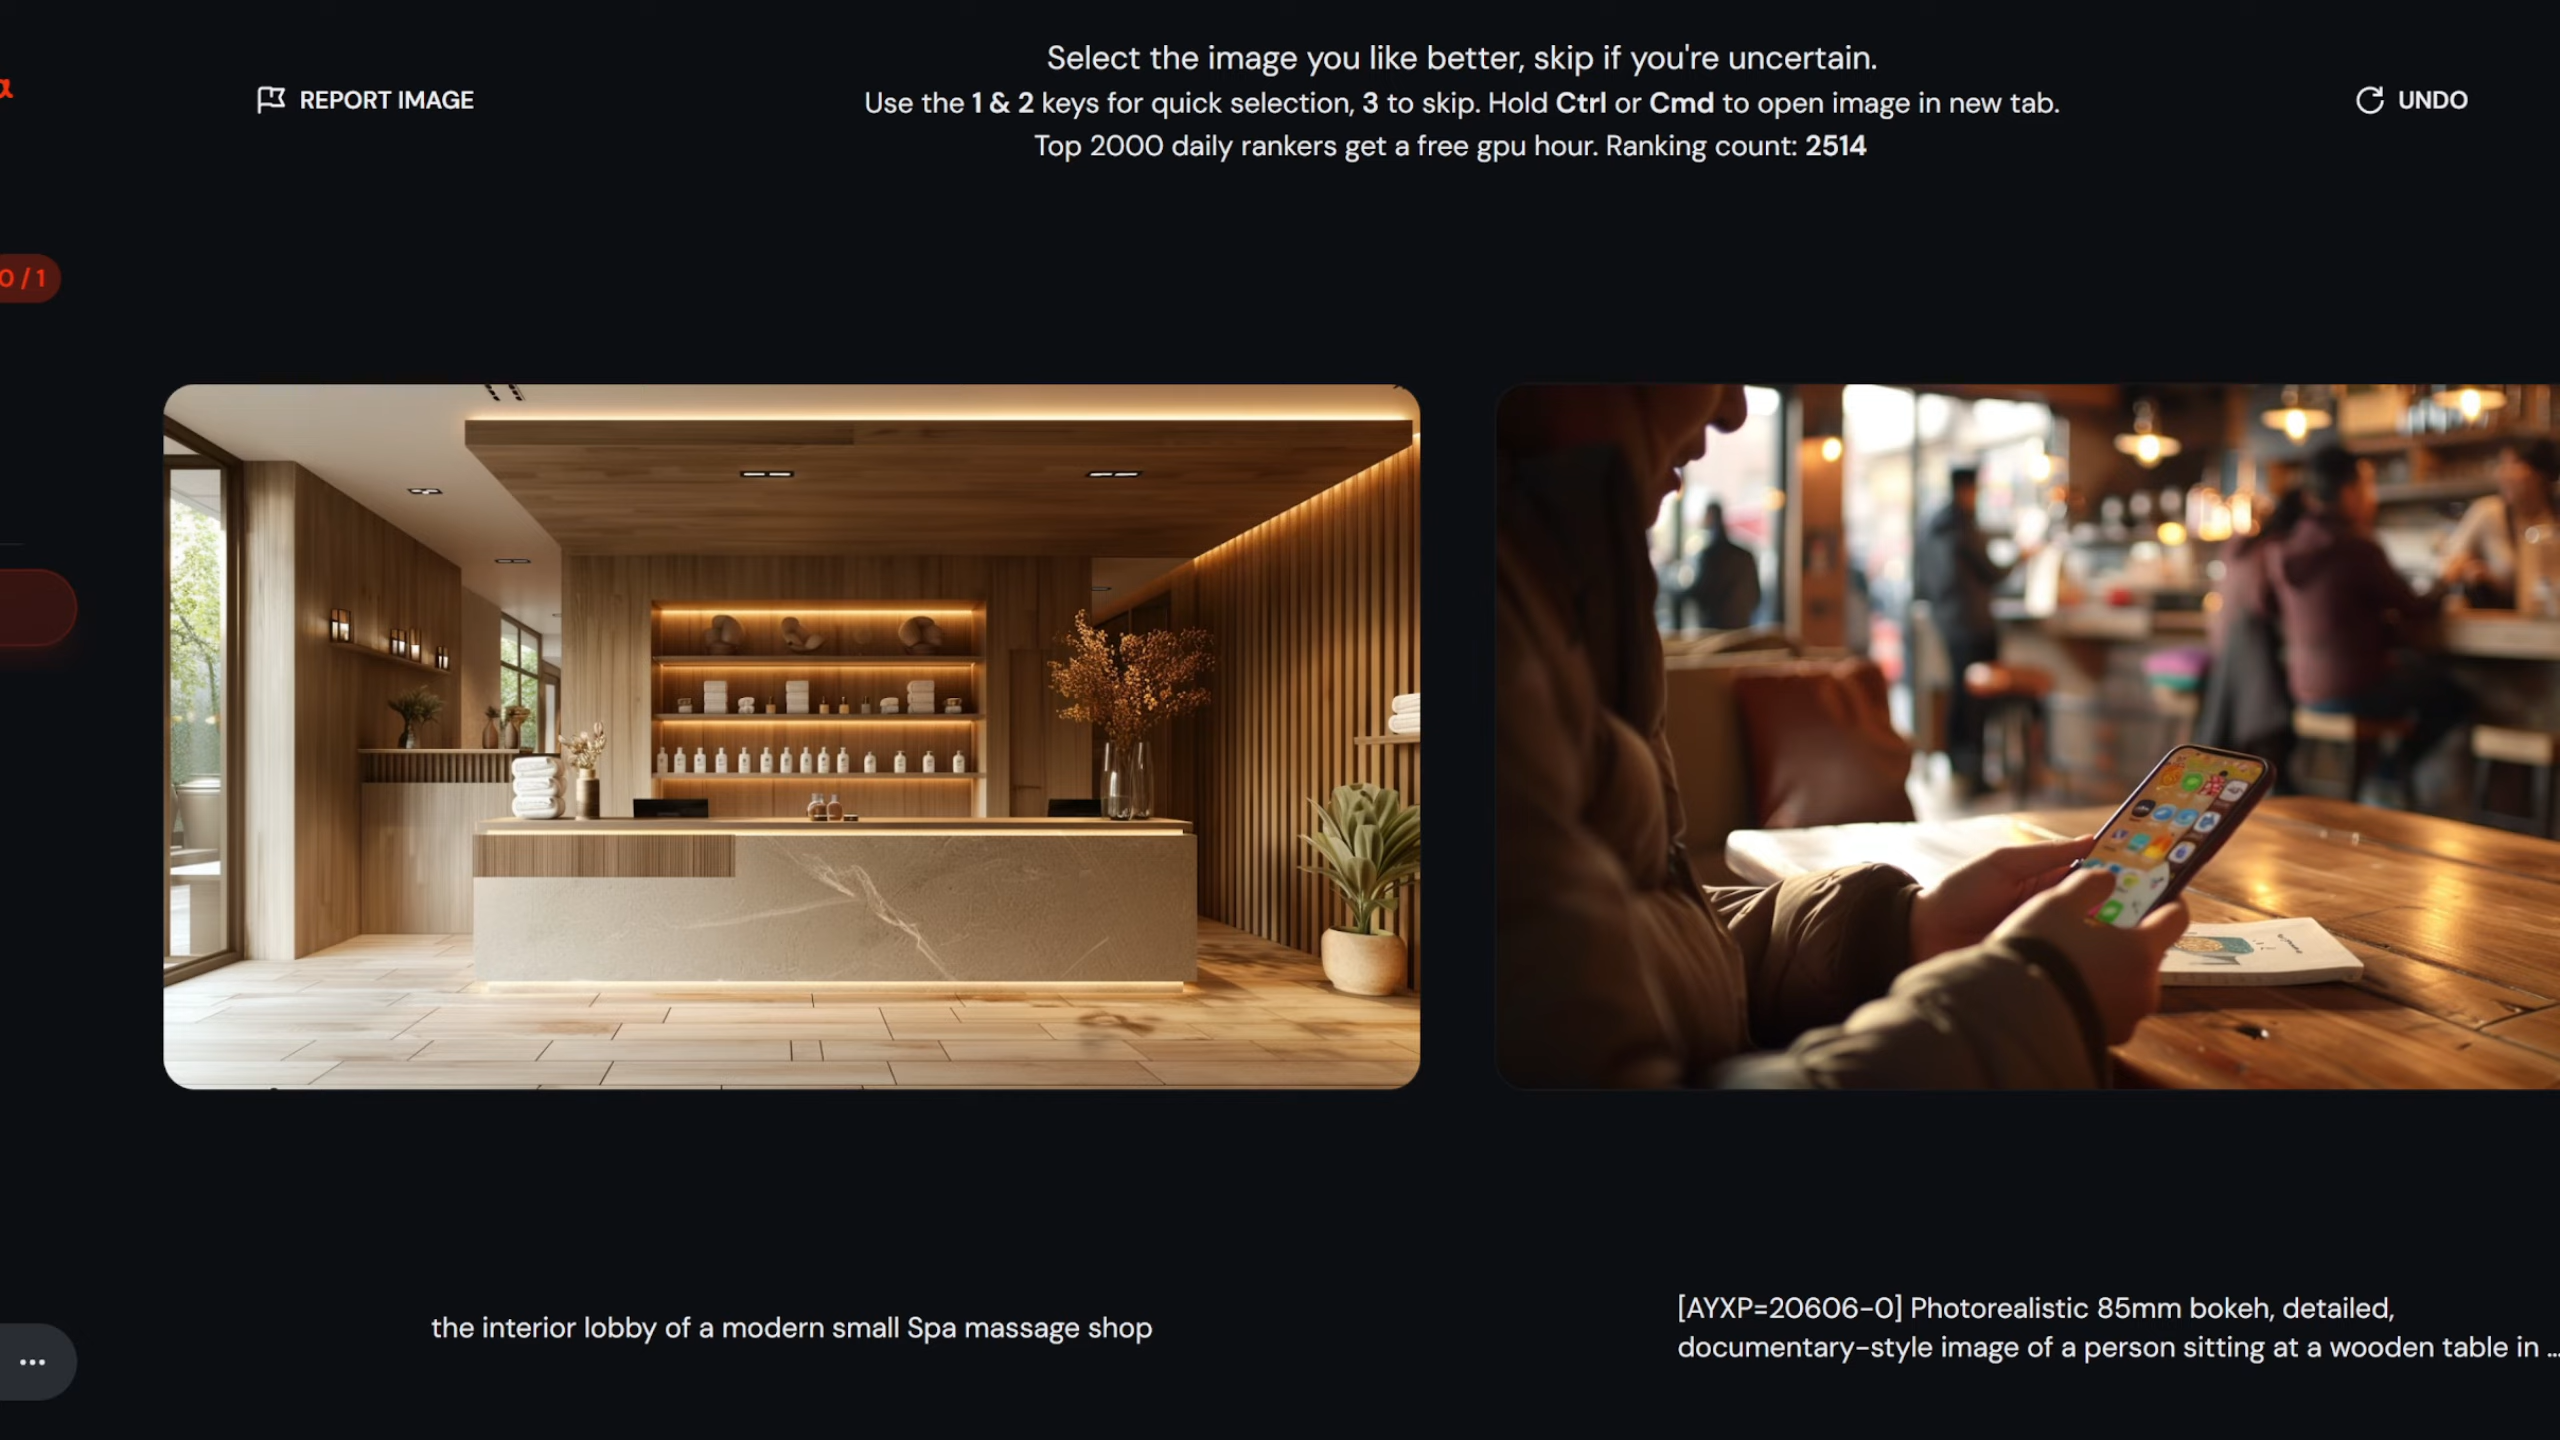 REPORT IMAGE
Select the image you like better, skip if you're uncertain.
Use the 1 & 2 keys for quick selection, 3 to skip. Hold Ctrl or Cmd to open image in new tab.
Top 2000 daily rankers get a free gpu hour. Ranking count: 2514
UNDO
0 / 1
the interior lobby of a modern small Spa massage shop
[AYXP=20606-0] Photorealistic 85mm bokeh, detailed,
documentary-style image of a person sitting at a wooden table in ...